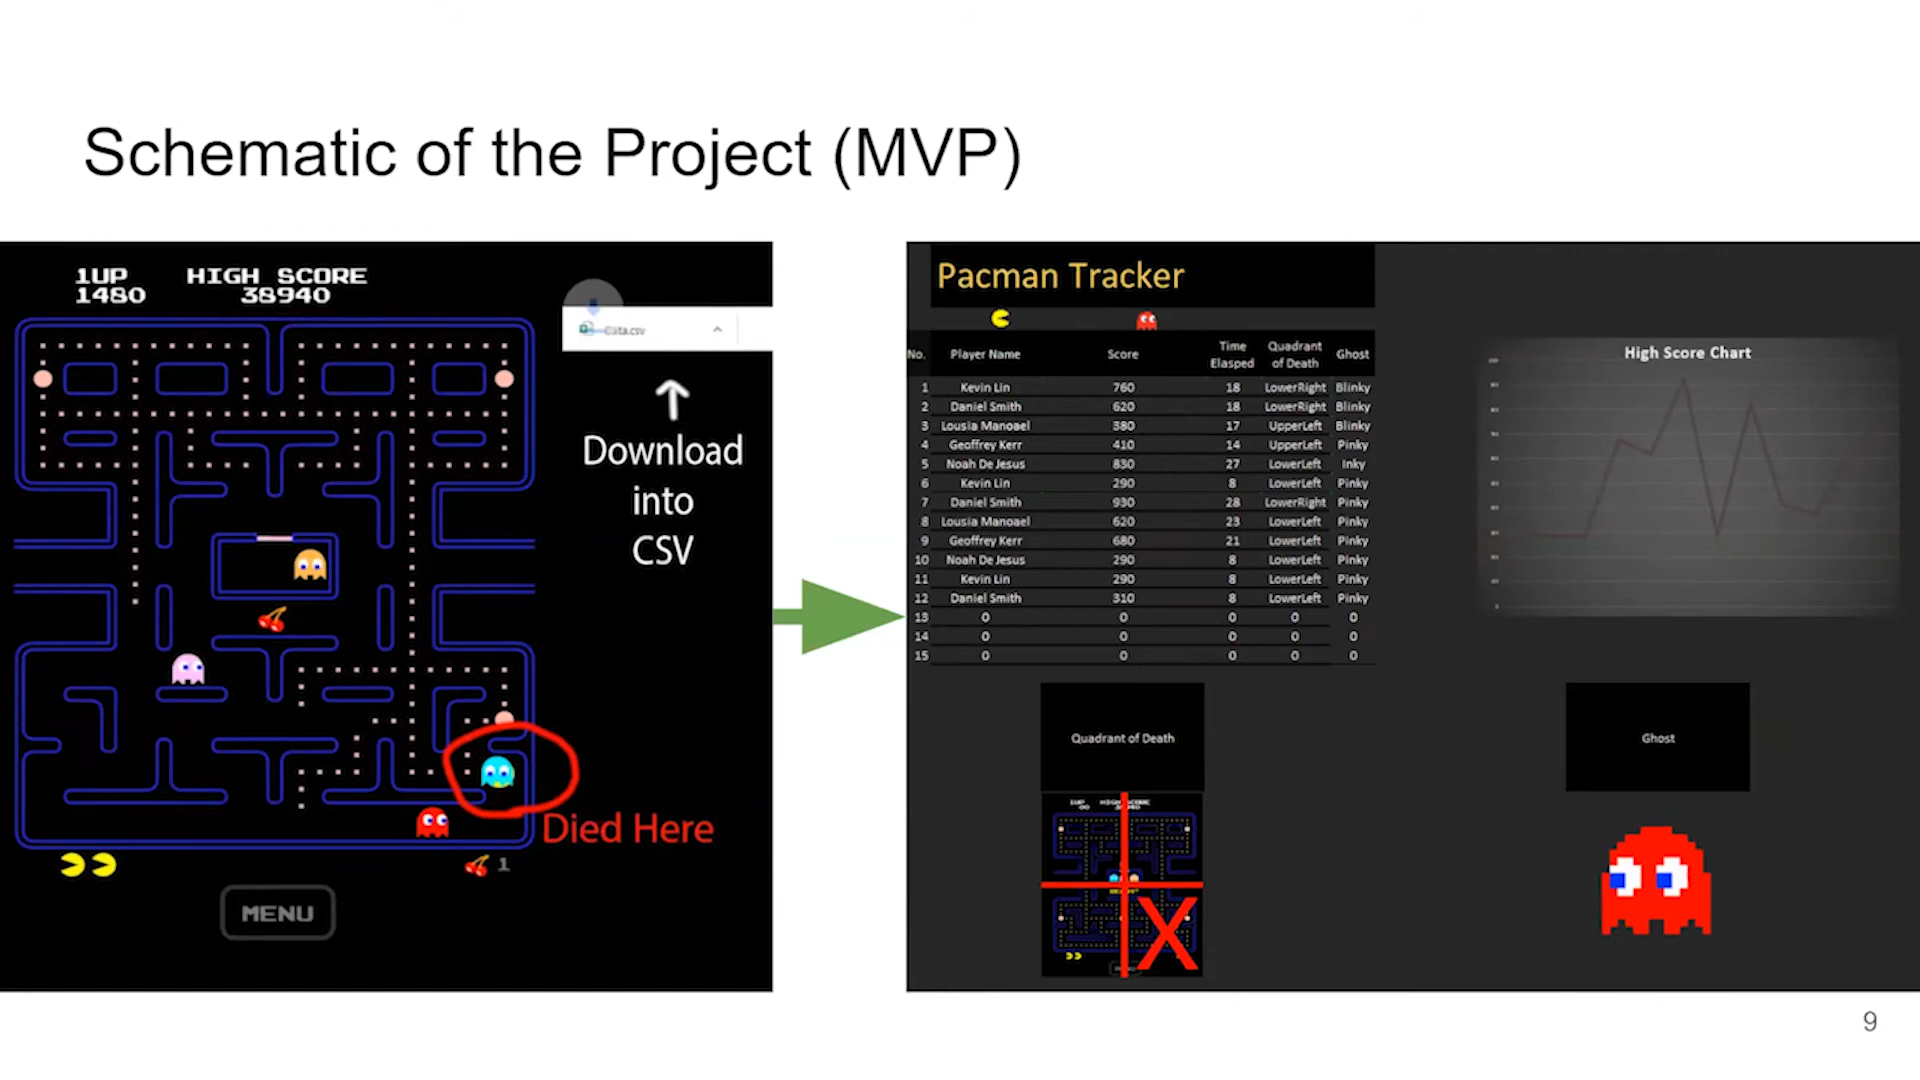 Schematic of the Project (MVP)
1UP HIGH SCORE
1480 38940
Data.csv
Download
into
CSV
Died Here
1
MENU
Pacman Tracker
No. Player Name Score Time Elasped Quadrant of Death Ghost
1 Kevin Lin 760 18 LowerRight Blinky
2 Daniel Smith 620 18 LowerRight Blinky
3 Lousia Manoael 380 17 UpperLeft Blinky
4 Geoffrey Kerr 410 14 UpperLeft Pinky
5 Noah De Jesus 830 27 LowerLeft Inky
6 Kevin Lin 290 8 LowerLeft Pinky
7 Daniel Smith 930 28 LowerRight Pinky
8 Lousia Manoael 620 23 LowerLeft Pinky
9 Geoffrey Kerr 680 21 LowerLeft Pinky
10 Noah De Jesus 290 8 LowerLeft Pinky
11 Kevin Lin 290 8 LowerLeft Pinky
12 Daniel Smith 310 8 LowerLeft Pinky
13 0 0 0 0 0
14 0 0 0 0 0
15 0 0 0 0 0
High Score Chart
Quadrant of Death
1UP HIGH SCORE
X
Ghost
9